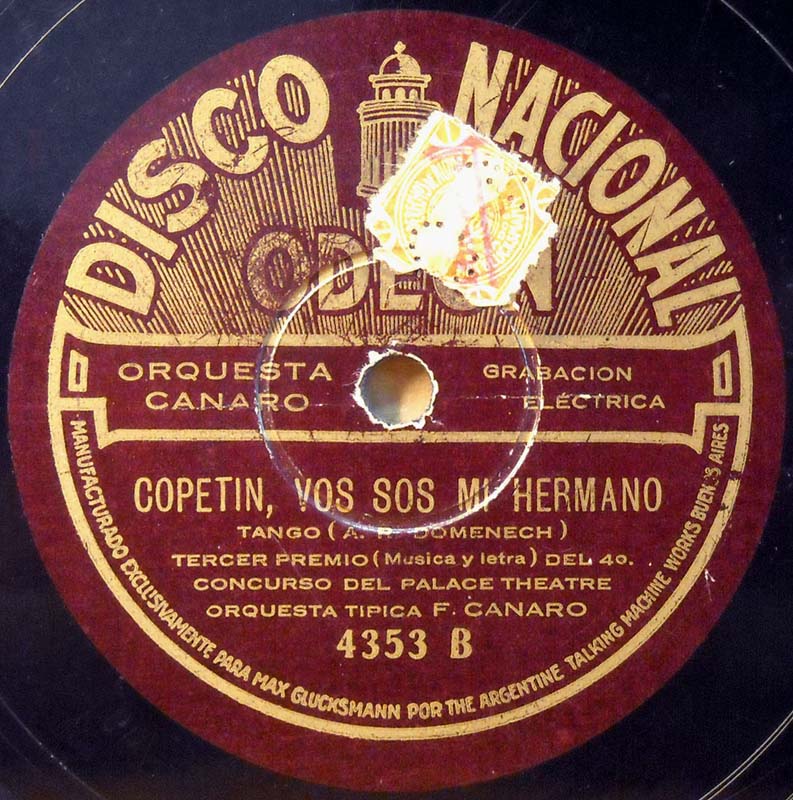 DISCO NACIONAL
ODEON
ORQUESTA
CANARO
GRABACION
ELÉCTRICA
COPETIN, VOS SOS MI HERMANO
TANGO (A. R. DOMENECH)
TERCER PREMIO (Musica y letra) DEL 4o.
CONCURSO DEL PALACE THEATRE
ORQUESTA TIPICA F. CANARO
4353 B
MANUFACTURADO EXCLUSIVAMENTE PARA MAX GLUCKSMANN POR THE ARGENTINE TALKING MACHINE WORKS BUENOS AIRES